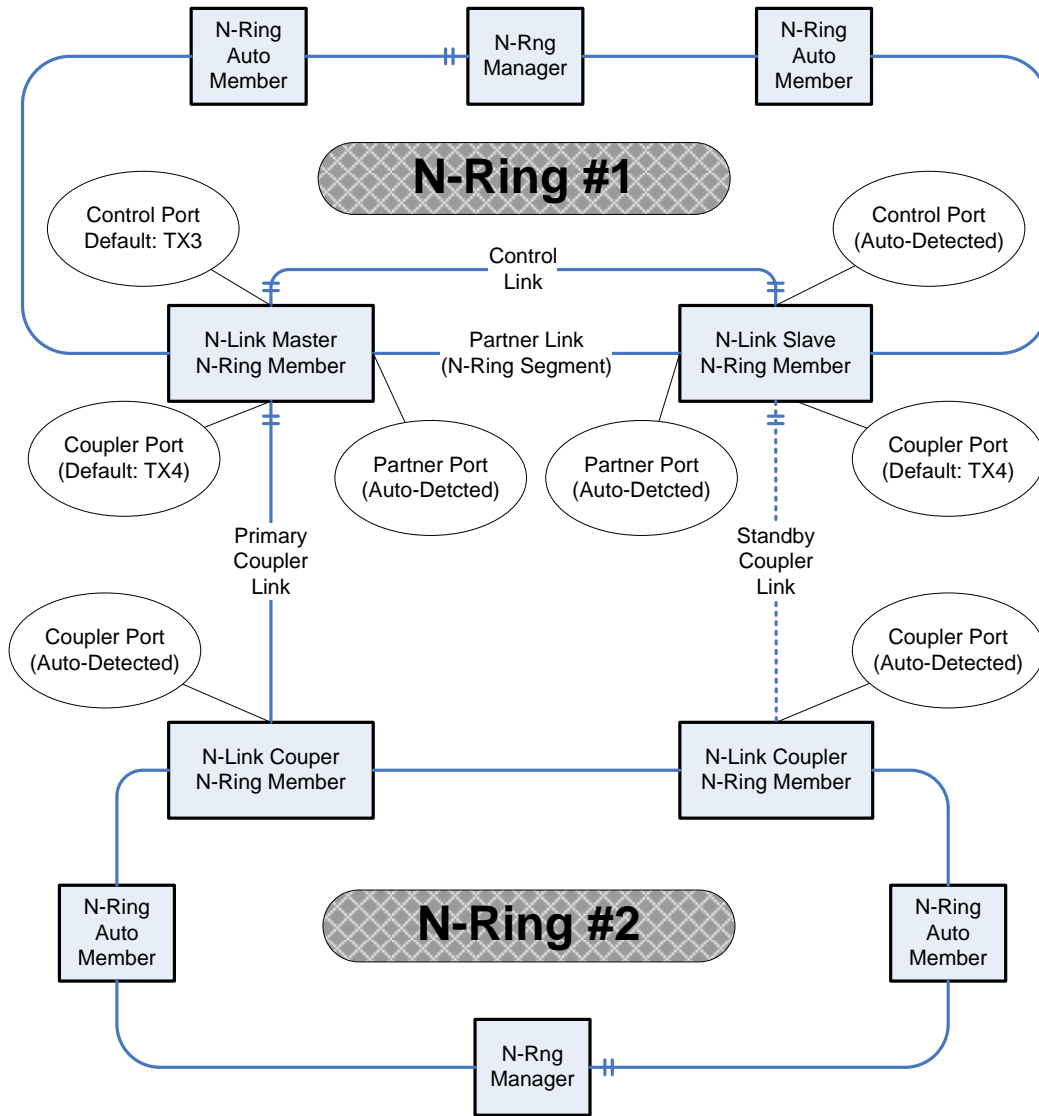 N-Ring
Auto
Member
N-Rng
Manager
N-Ring
Auto
Member
N-Ring #1
Control Port
Default: TX3
Control
Link
Control Port
(Auto-Detected)
N-Link Master
N-Ring Member
Partner Link
(N-Ring Segment)
N-Link Slave
N-Ring Member
Coupler Port
(Default: TX4)
Partner Port
(Auto-Detcted)
Partner Port
(Auto-Detcted)
Coupler Port
(Default: TX4)
Primary
Coupler
Link
Standby
Coupler
Link
Coupler Port
(Auto-Detected)
Coupler Port
(Auto-Detected)
N-Link Couper
N-Ring Member
N-Link Coupler
N-Ring Member
N-Ring
Auto
Member
N-Ring #2
N-Ring
Auto
Member
N-Rng
Manager